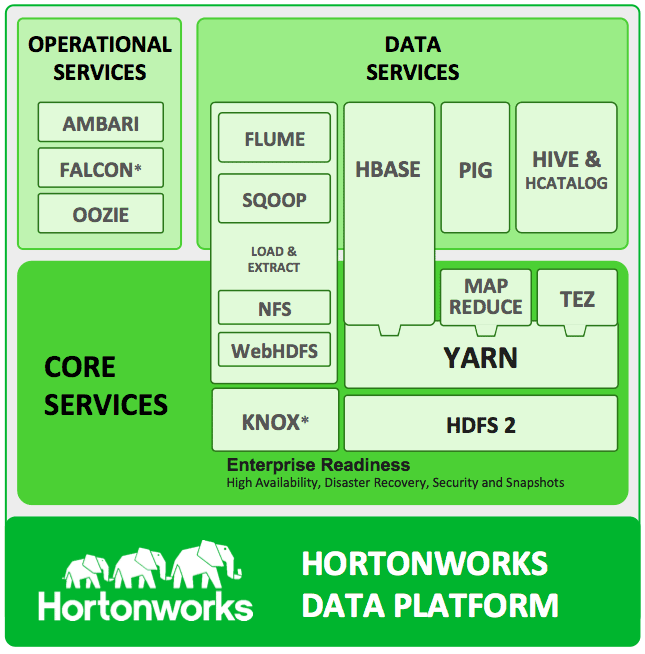 OPERATIONAL
SERVICES
AMBARI
FALCON*
OOZIE
DATA
SERVICES
FLUME
SQOOP
LOAD &
EXTRACT
NFS
WebHDFS
HBASE
PIG
HIVE &
HCATALOG
CORE
SERVICES
MAP
REDUCE
TEZ
YARN
KNOX*
HDFS 2
Enterprise Readiness
High Availability, Disaster Recovery, Security and Snapshots
Hortonworks
HORTONWORKS
DATA PLATFORM